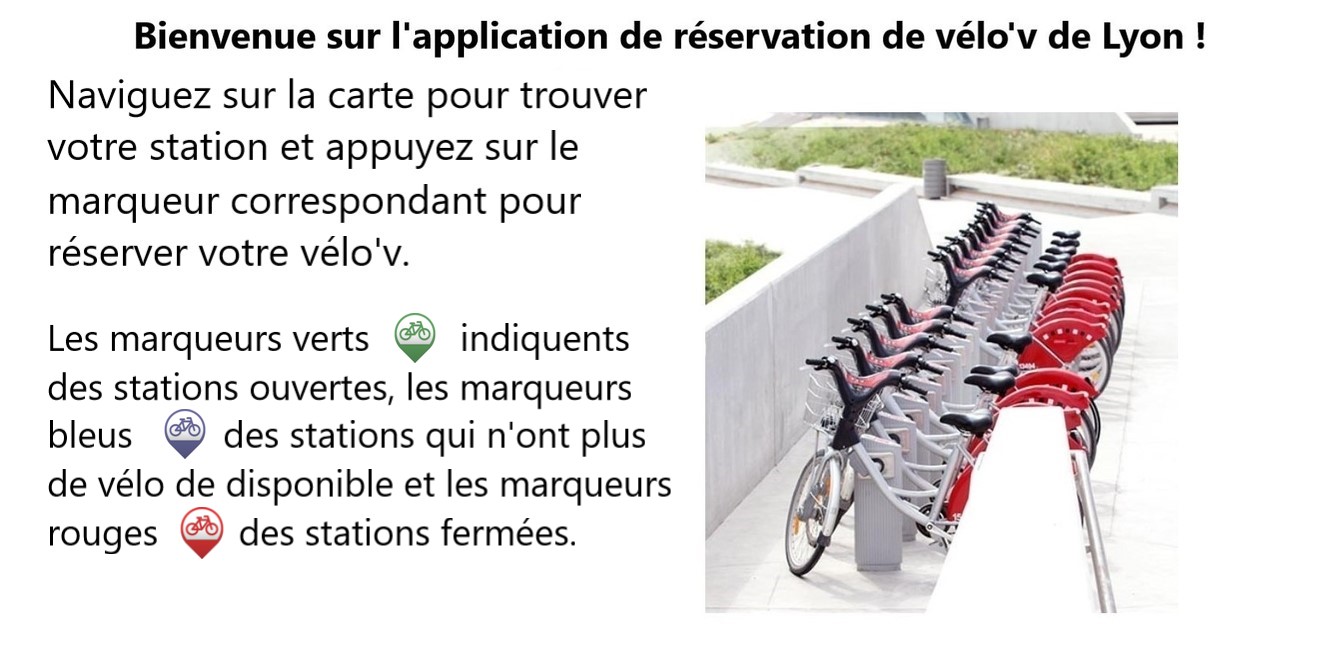 Bienvenue sur l'application de réservation de vélo'v de Lyon !
Naviguez sur la carte pour trouver
votre station et appuyez sur le
marqueur correspondant pour
réserver votre vélo'v.
Les marqueurs verts indiquents
des stations ouvertes, les marqueurs
bleus des stations qui n'ont plus
de vélo de disponible et les marqueurs
rouges des stations fermées.